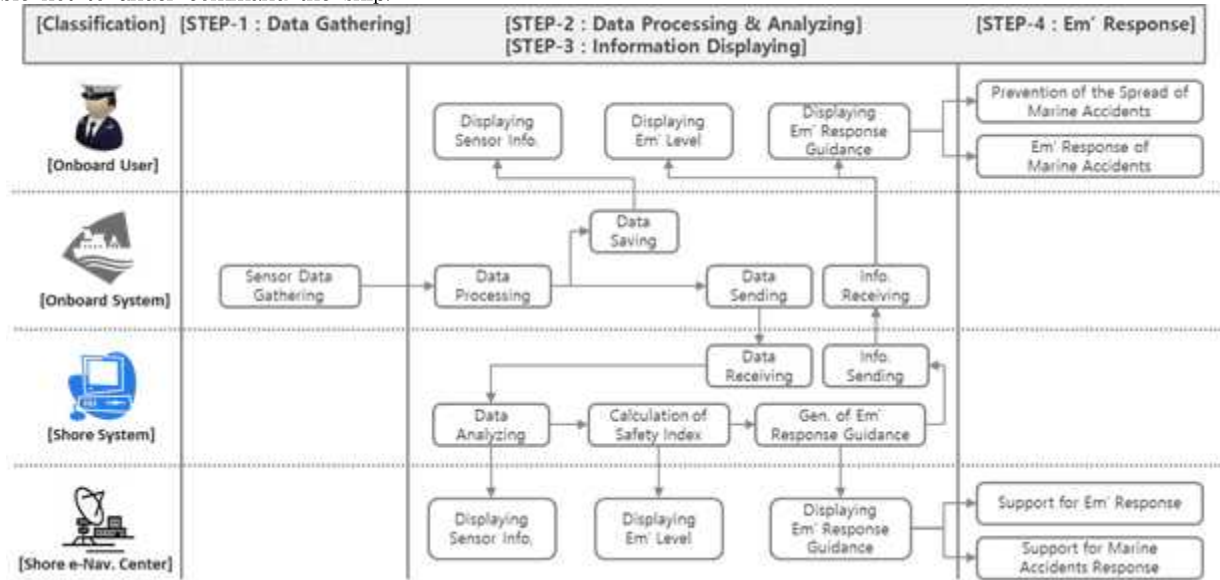 [Classification] [STEP-1 : Data Gathering] [STEP-2 : Data Processing & Analyzing] [STEP-4 : Em' Response]
[STEP-3 : Information Displaying]
Displaying
Sensor Info.
Displaying
Em' Level
Displaying
Em' Response
Guidance
Prevention of the Spread of
Marine Accidents
Em' Response of
Marine Accidents
[Onboard User]
Data
Saving
Sensor Data
Gathering
Data
Processing
Data
Sending
Info.
Receiving
[Onboard System]
Data
Receiving
Info.
Sending
Data
Analyzing
Calculation of
Safety Index
Gen. of Em'
Response Guidance
[Shore System]
Displaying
Sensor Info.
Displaying
Em' Level
Displaying
Em' Response
Guidance
Support for Em' Response
Support for Marine
Accidents Response
[Shore e-Nav. Center]